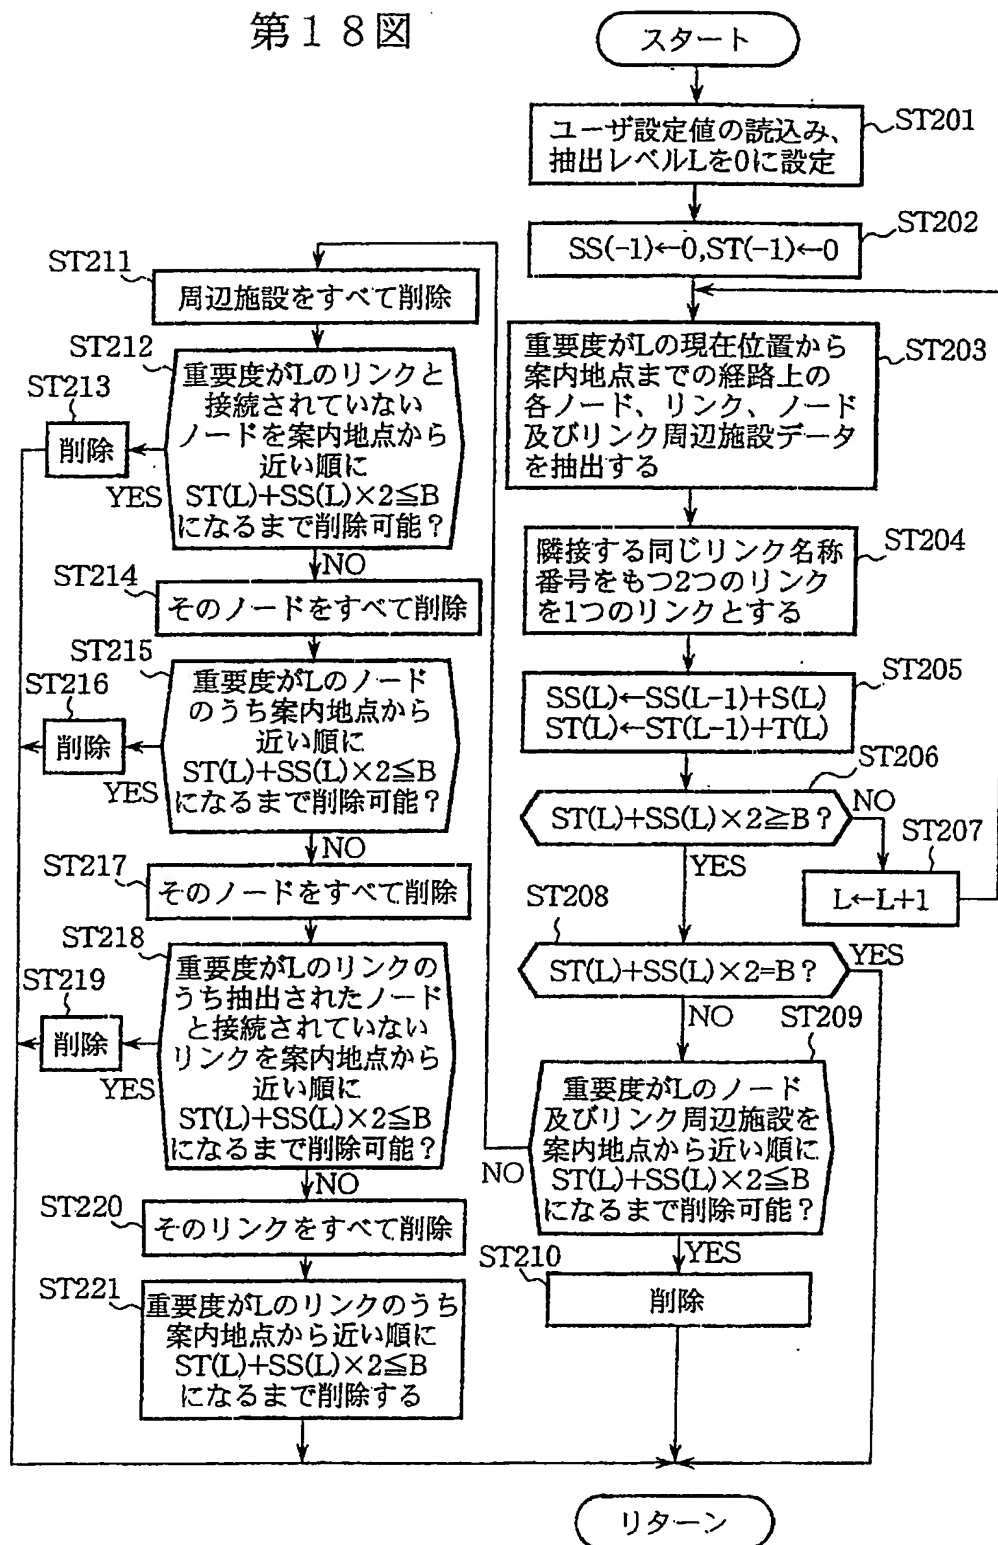 第18図
スタート
ST201
ユーザ設定値の読込み、
抽出レベルLを0に設定
ST202
SS(-1)←0,ST(-1)←0
ST203
重要度がLの現在位置から
案内地点までの経路上の
各ノード、リンク、ノード
及びリンク周辺施設データ
を抽出する
ST204
隣接する同じリンク名称
番号をもつ2つのリンク
を1つのリンクとする
ST205
SS(L)←SS(L-1)+S(L)
ST(L)←ST(L-1)+T(L)
ST206
ST(L)+SS(L)×2≧B?
NO
YES
ST207
L←L+1
ST208
ST(L)+SS(L)×2=B?
YES
NO
ST209
重要度がLのノード
及びリンク周辺施設を
案内地点から近い順に
ST(L)+SS(L)×2≦B
になるまで削除可能?
NO
YES
ST210
削除
ST211
周辺施設をすべて削除
ST212
重要度がLのリンクと
接続されていない
ノードを案内地点から
近い順に
ST(L)+SS(L)×2≦B
になるまで削除可能?
ST213
削除
YES
NO
ST214
そのノードをすべて削除
ST215
重要度がLのノード
のうち案内地点から
近い順に
ST(L)+SS(L)×2≦B
になるまで削除可能?
ST216
削除
YES
NO
ST217
そのノードをすべて削除
ST218
重要度がLのリンクの
うち抽出されたノード
と接続されていない
リンクを案内地点から
近い順に
ST(L)+SS(L)×2≦B
になるまで削除可能?
ST219
削除
YES
NO
ST220
そのリンクをすべて削除
ST221
重要度がLのリンクのうち
案内地点から近い順に
ST(L)+SS(L)×2≦B
になるまで削除する
リターン